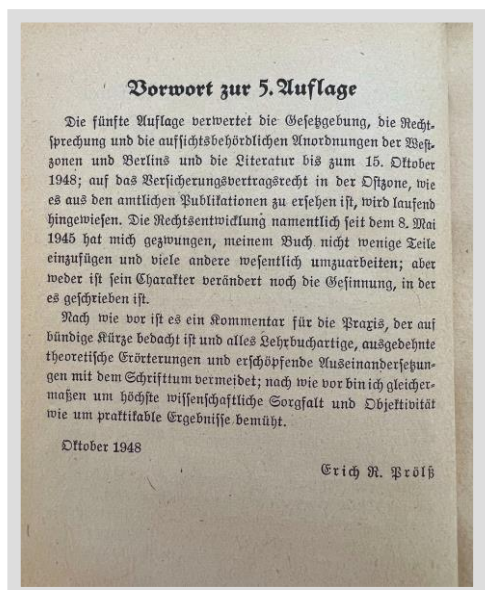 Vorwort zur 5. Auflage
Die fünfte Auflage verwertet die Gesetzgebung, die Recht-
sprechung und die aufsichtsbehördlichen Anordnungen der West-
zonen und Berlins und die Literatur bis zum 15. Oktober
1948; auf das Versicherungsvertragsrecht in der Ostzone, wie
es aus den amtlichen Publikationen zu ersehen ist, wird laufend
hingewiesen. Die Rechtsentwicklung namentlich seit dem 8. Mai
1945 hat mich gezwungen, meinem Buch nicht wenige Teile
einzufügen und viele andere wesentlich umzuarbeiten; aber
weder ist sein Charakter verändert noch die Gesinnung, in der
es geschrieben ist.
Nach wie vor ist es ein Kommentar für die Praxis, der auf
bündige Kürze bedacht ist und alles Lehrbuchartige, ausgedehnte
theoretische Erörterungen und erschöpfende Auseinandersetzun-
gen mit dem Schrifttum vermeidet; nach wie vor bin ich gleicher-
maßen um höchste wissenschaftliche Sorgfalt und Objektivität
wie um praktikable Ergebnisse bemüht.
Oktober 1948
Erich R. Prölß